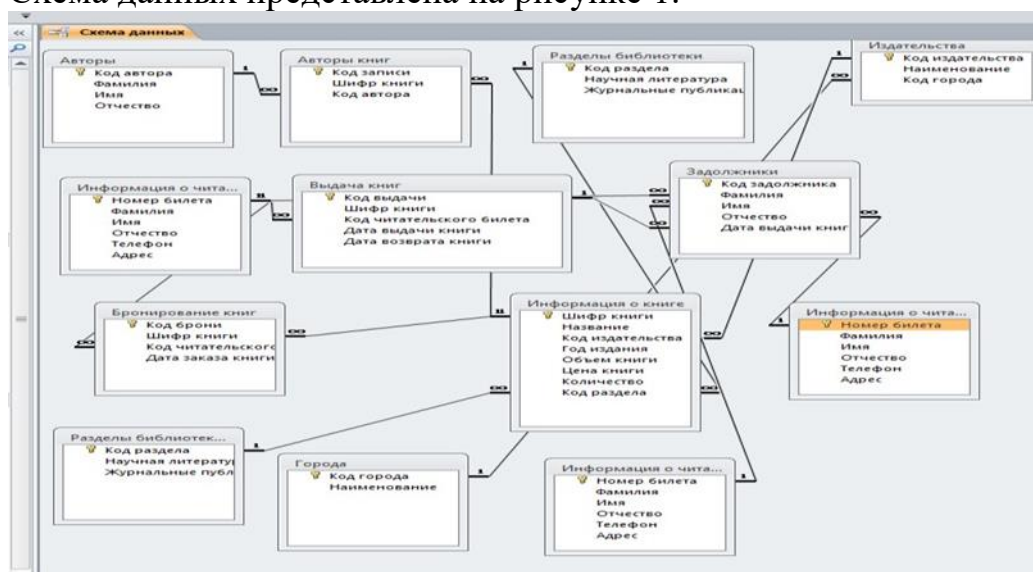 Схема данных представлена на рисунке 1.
Схема данных
Авторы
Код автора
Фамилия
Имя
Отчество
Авторы книг
Код записи
Шифр книги
Код автора
Разделы библиотеки
Код раздела
Научная литература
Журнальные публикац
Издательства
Код издательства
Наименование
Код города
Информация о чита...
Номер билета
Фамилия
Имя
Отчество
Телефон
Адрес
Выдача книг
Код выдачи
Шифр книги
Код читательского билета
Дата выдачи книги
Дата возврата книги
Задолжники
Код задолжника
Фамилия
Имя
Отчество
Дата выдачи книг
Бронирование книг
Код брони
Шифр книги
Код читательского
Дата заказа книги
Информация о книге
Шифр книги
Название
Код издательства
Год издания
Объем книги
Цена книги
Количество
Код раздела
Информация о чита...
Номер билета
Фамилия
Имя
Отчество
Телефон
Адрес
Разделы библиотек...
Код раздела
Научная литератур
Журнальные публ
Города
Код города
Наименование
Информация о чита...
Номер билета
Фамилия
Имя
Отчество
Телефон
Адрес